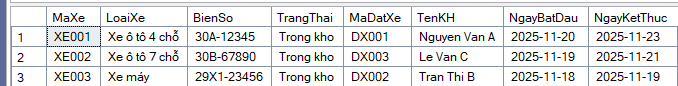 MaXe LoaiXe BienSo TrangThai MaDatXe TenKH NgayBatDau NgayKetThuc
1 XE001 Xe ô tô 4 chỗ 30A-12345 Trong kho DX001 Nguyen Van A 2025-11-20 2025-11-23
2 XE002 Xe ô tô 7 chỗ 30B-67890 Trong kho DX003 Le Van C 2025-11-19 2025-11-21
3 XE003 Xe máy 29X1-23456 Trong kho DX002 Tran Thi B 2025-11-18 2025-11-19